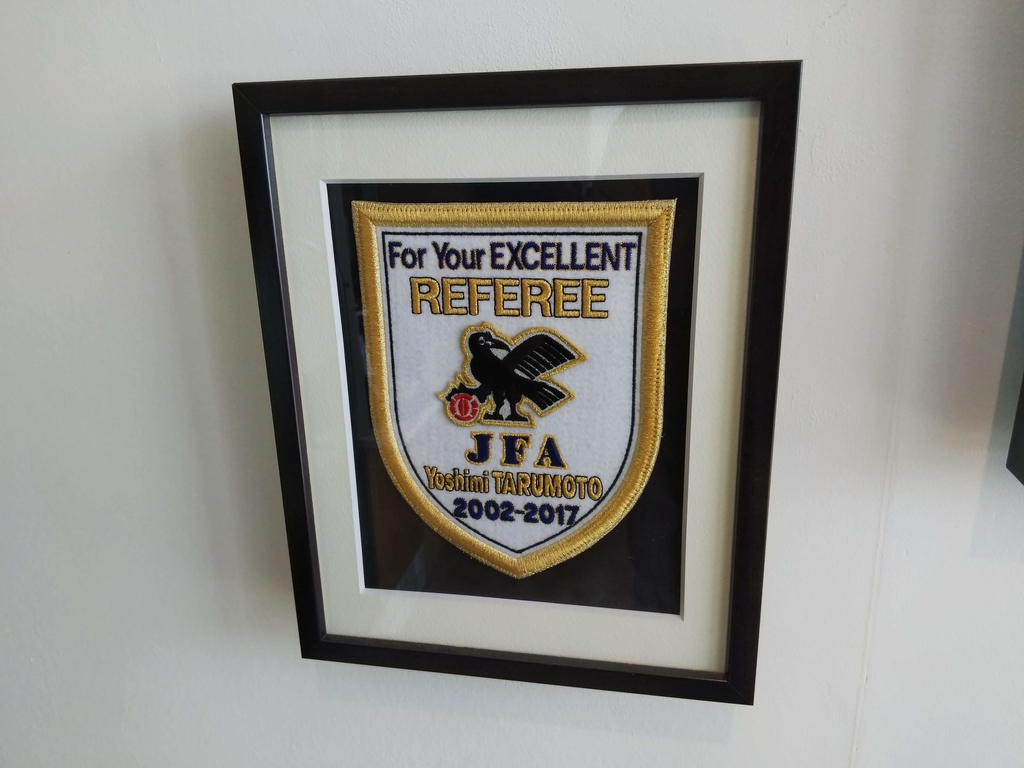 For Your EXCELLENT
REFEREE
JFA
Yoshimi TARUMOTO
2002-2017